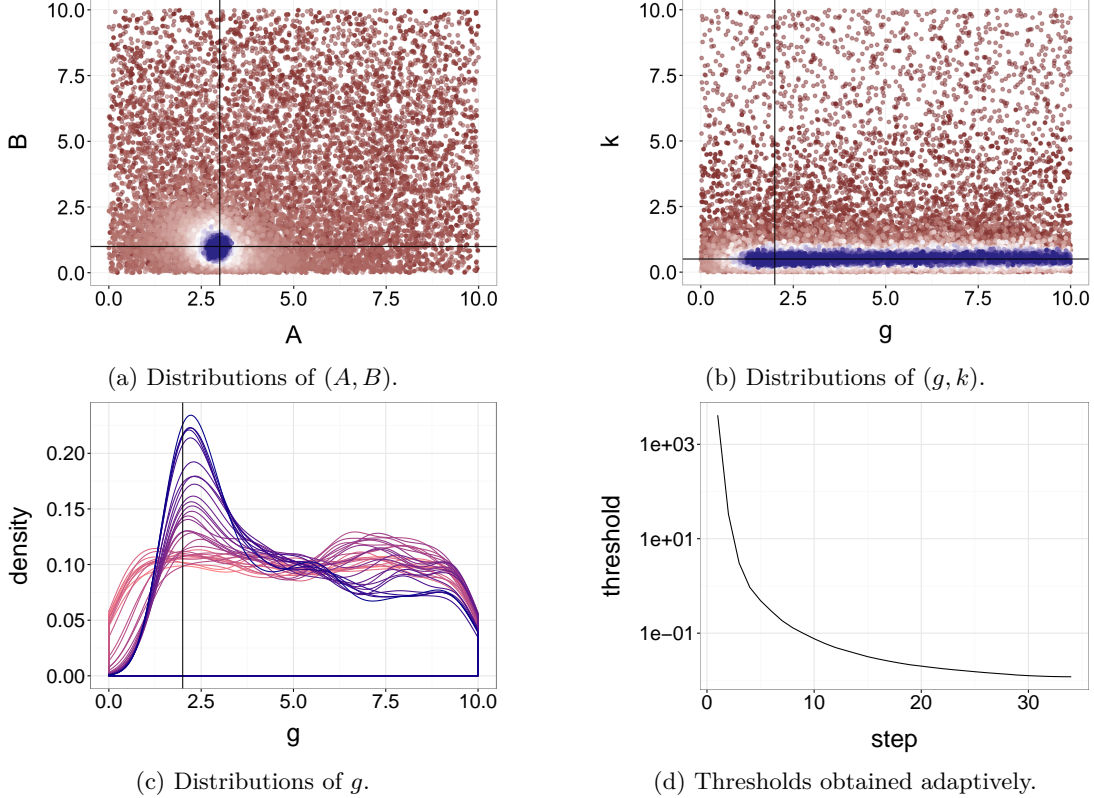 10.0
7.5
5.0
2.5
0.0
B
0.0 2.5 5.0 7.5 10.0
A
(a) Distributions of (A, B).
10.0
7.5
5.0
2.5
0.0
k
0.0 2.5 5.0 7.5 10.0
g
(b) Distributions of (g, k).
0.20
0.15
0.10
0.05
0.00
density
0.0 2.5 5.0 7.5 10.0
g
(c) Distributions of g.
1e+03
1e+01
1e−01
threshold
0 10 20 30
step
(d) Thresholds obtained adaptively.